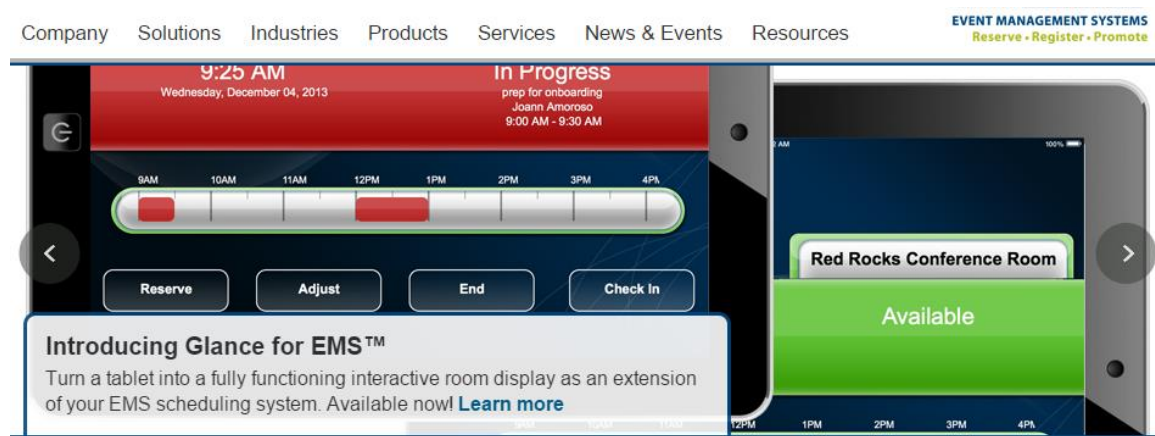 Company Solutions Industries Products Services News & Events Resources
EVENT MANAGEMENT SYSTEMS
Reserve • Register • Promote
9:25 AM
Wednesday, December 04, 2013
In Progress
prep for onboarding
Joann Amoroso
9:00 AM - 9:30 AM
9AM 10AM 11AM 12PM 1PM 2PM 3PM
Reserve Adjust End Check In
2 AM 100%
Red Rocks Conference Room
Available
Introducing Glance for EMS™
Turn a tablet into a fully functioning interactive room display as an extension
of your EMS scheduling system. Available now! Learn more
9AM 10AM 11AM 12PM 1PM 2PM 3PM